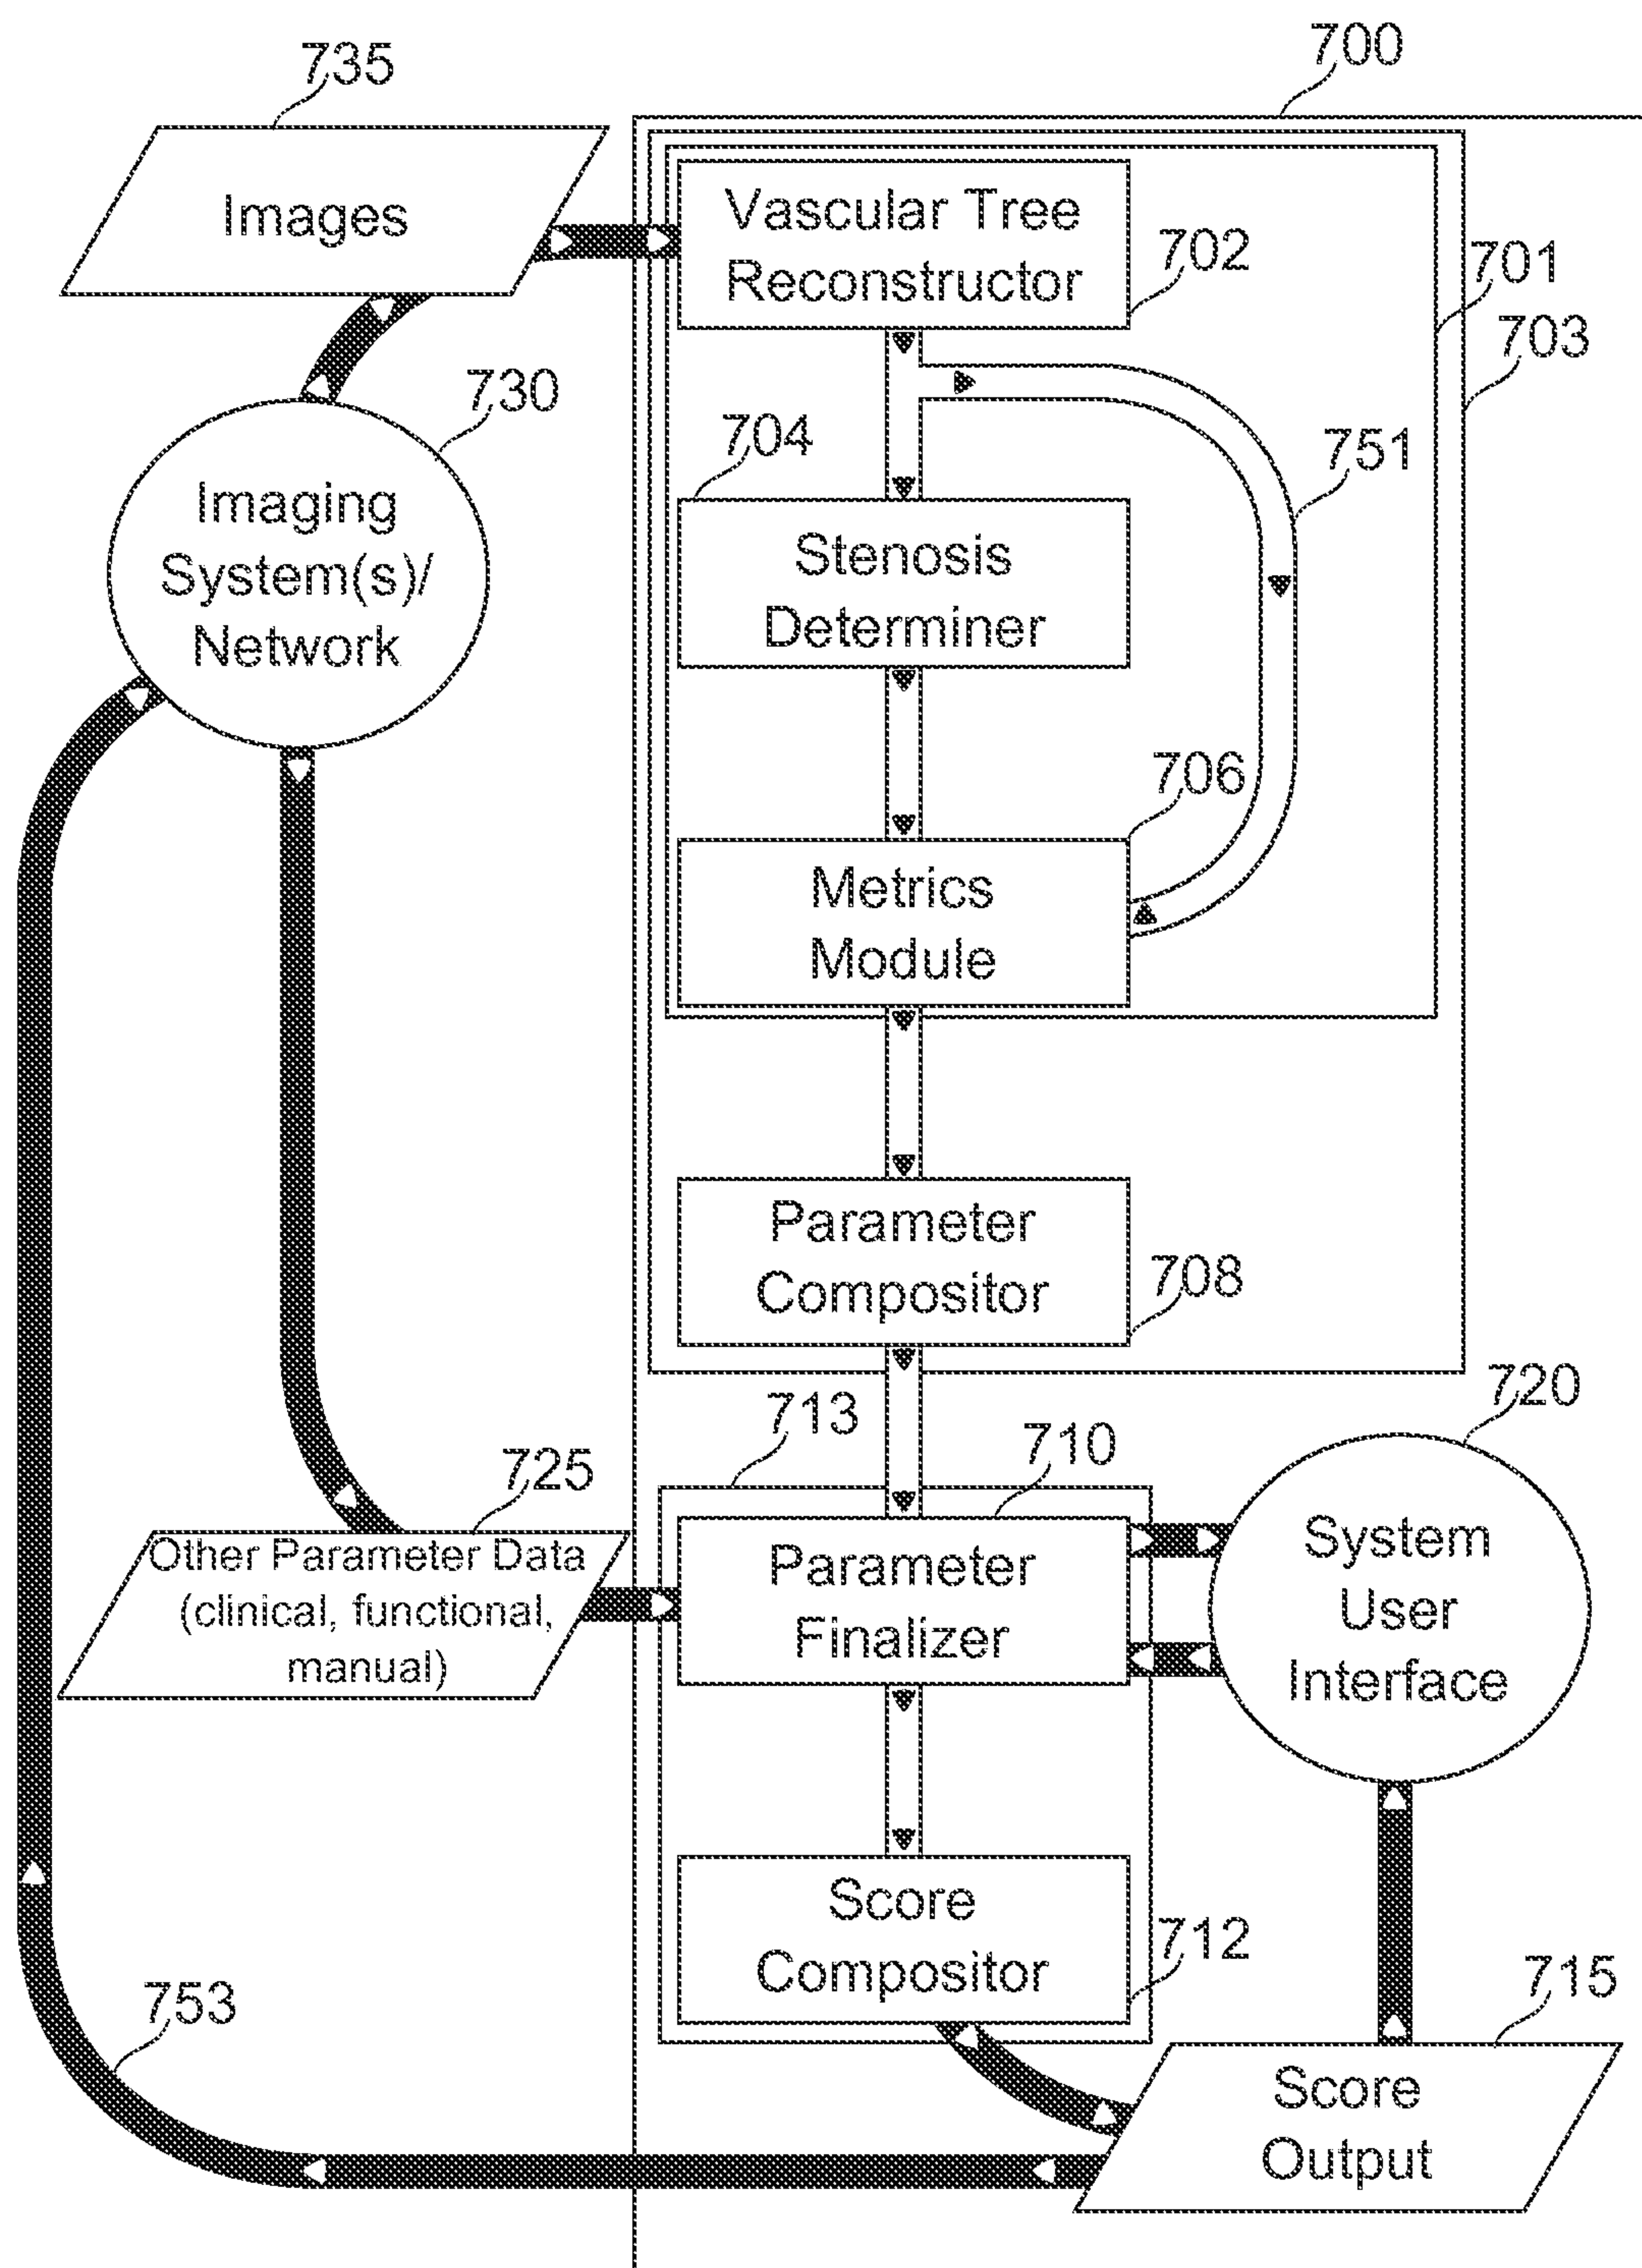 700
735
Images
Vascular Tree
Reconstructor
702
701
703
730
Imaging
System(s)/
Network
704
751
Stenosis
Determiner
706
Metrics
Module
Parameter
Compositor
708
720
713
710
725
Other Parameter Data
(clinical, functional,
manual)
Parameter
Finalizer
System
User
Interface
Score
Compositor
712
753
715
Score
Output